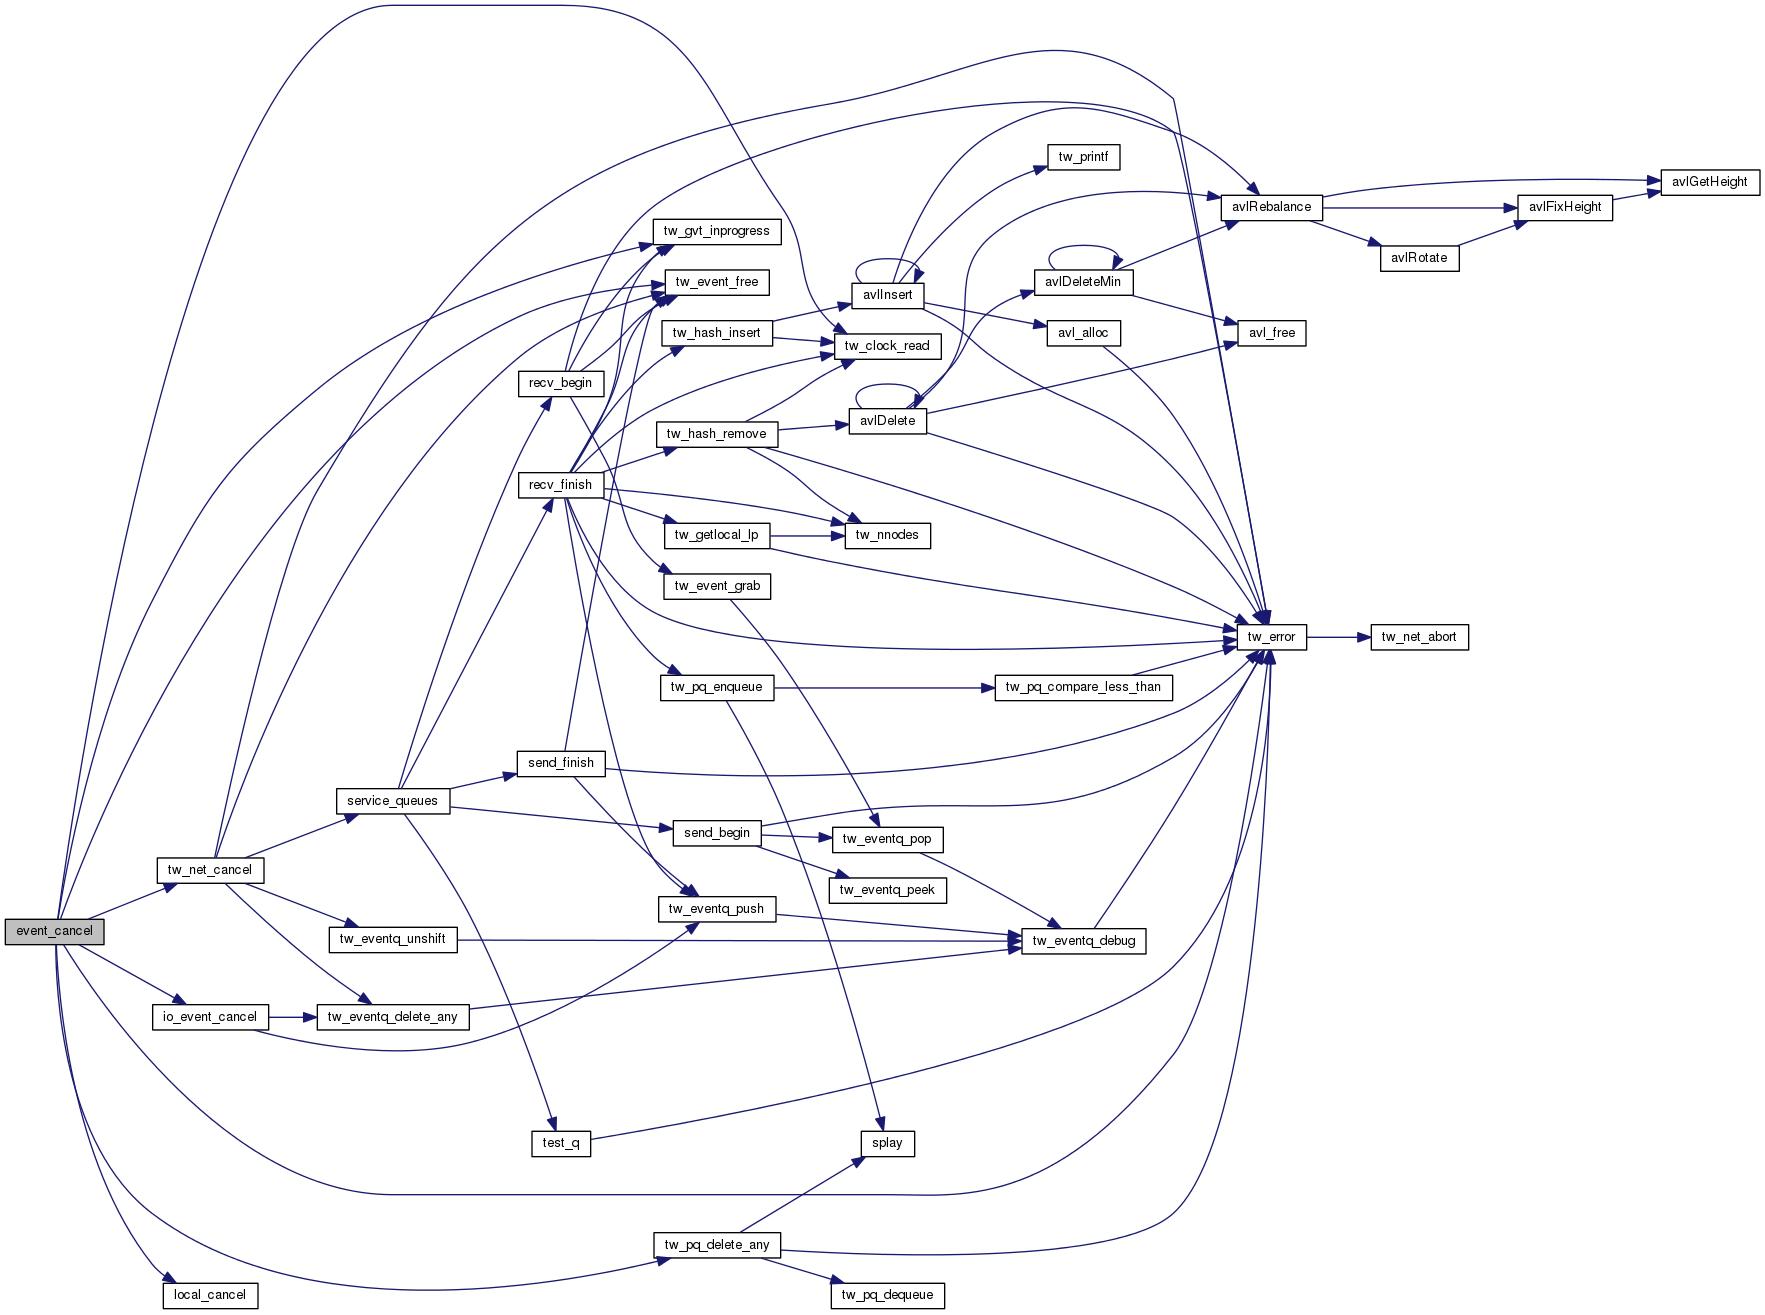 tw_printf
avlGetHeight
avlRebalance
avlFixHeight
tw_gvt_inprogress
avlRotate
tw_event_free
avlDeleteMin
avlInsert
tw_hash_insert
avl_alloc
avl_free
tw_clock_read
recv_begin
avlDelete
tw_hash_remove
recv_finish
tw_getlocal_lp
tw_nnodes
tw_event_grab
tw_error
tw_net_abort
tw_pq_enqueue
tw_pq_compare_less_than
send_finish
service_queues
send_begin
tw_eventq_pop
tw_net_cancel
tw_eventq_peek
tw_eventq_push
event_cancel
tw_eventq_unshift
tw_eventq_debug
io_event_cancel
tw_eventq_delete_any
test_q
splay
tw_pq_delete_any
local_cancel
tw_pq_dequeue